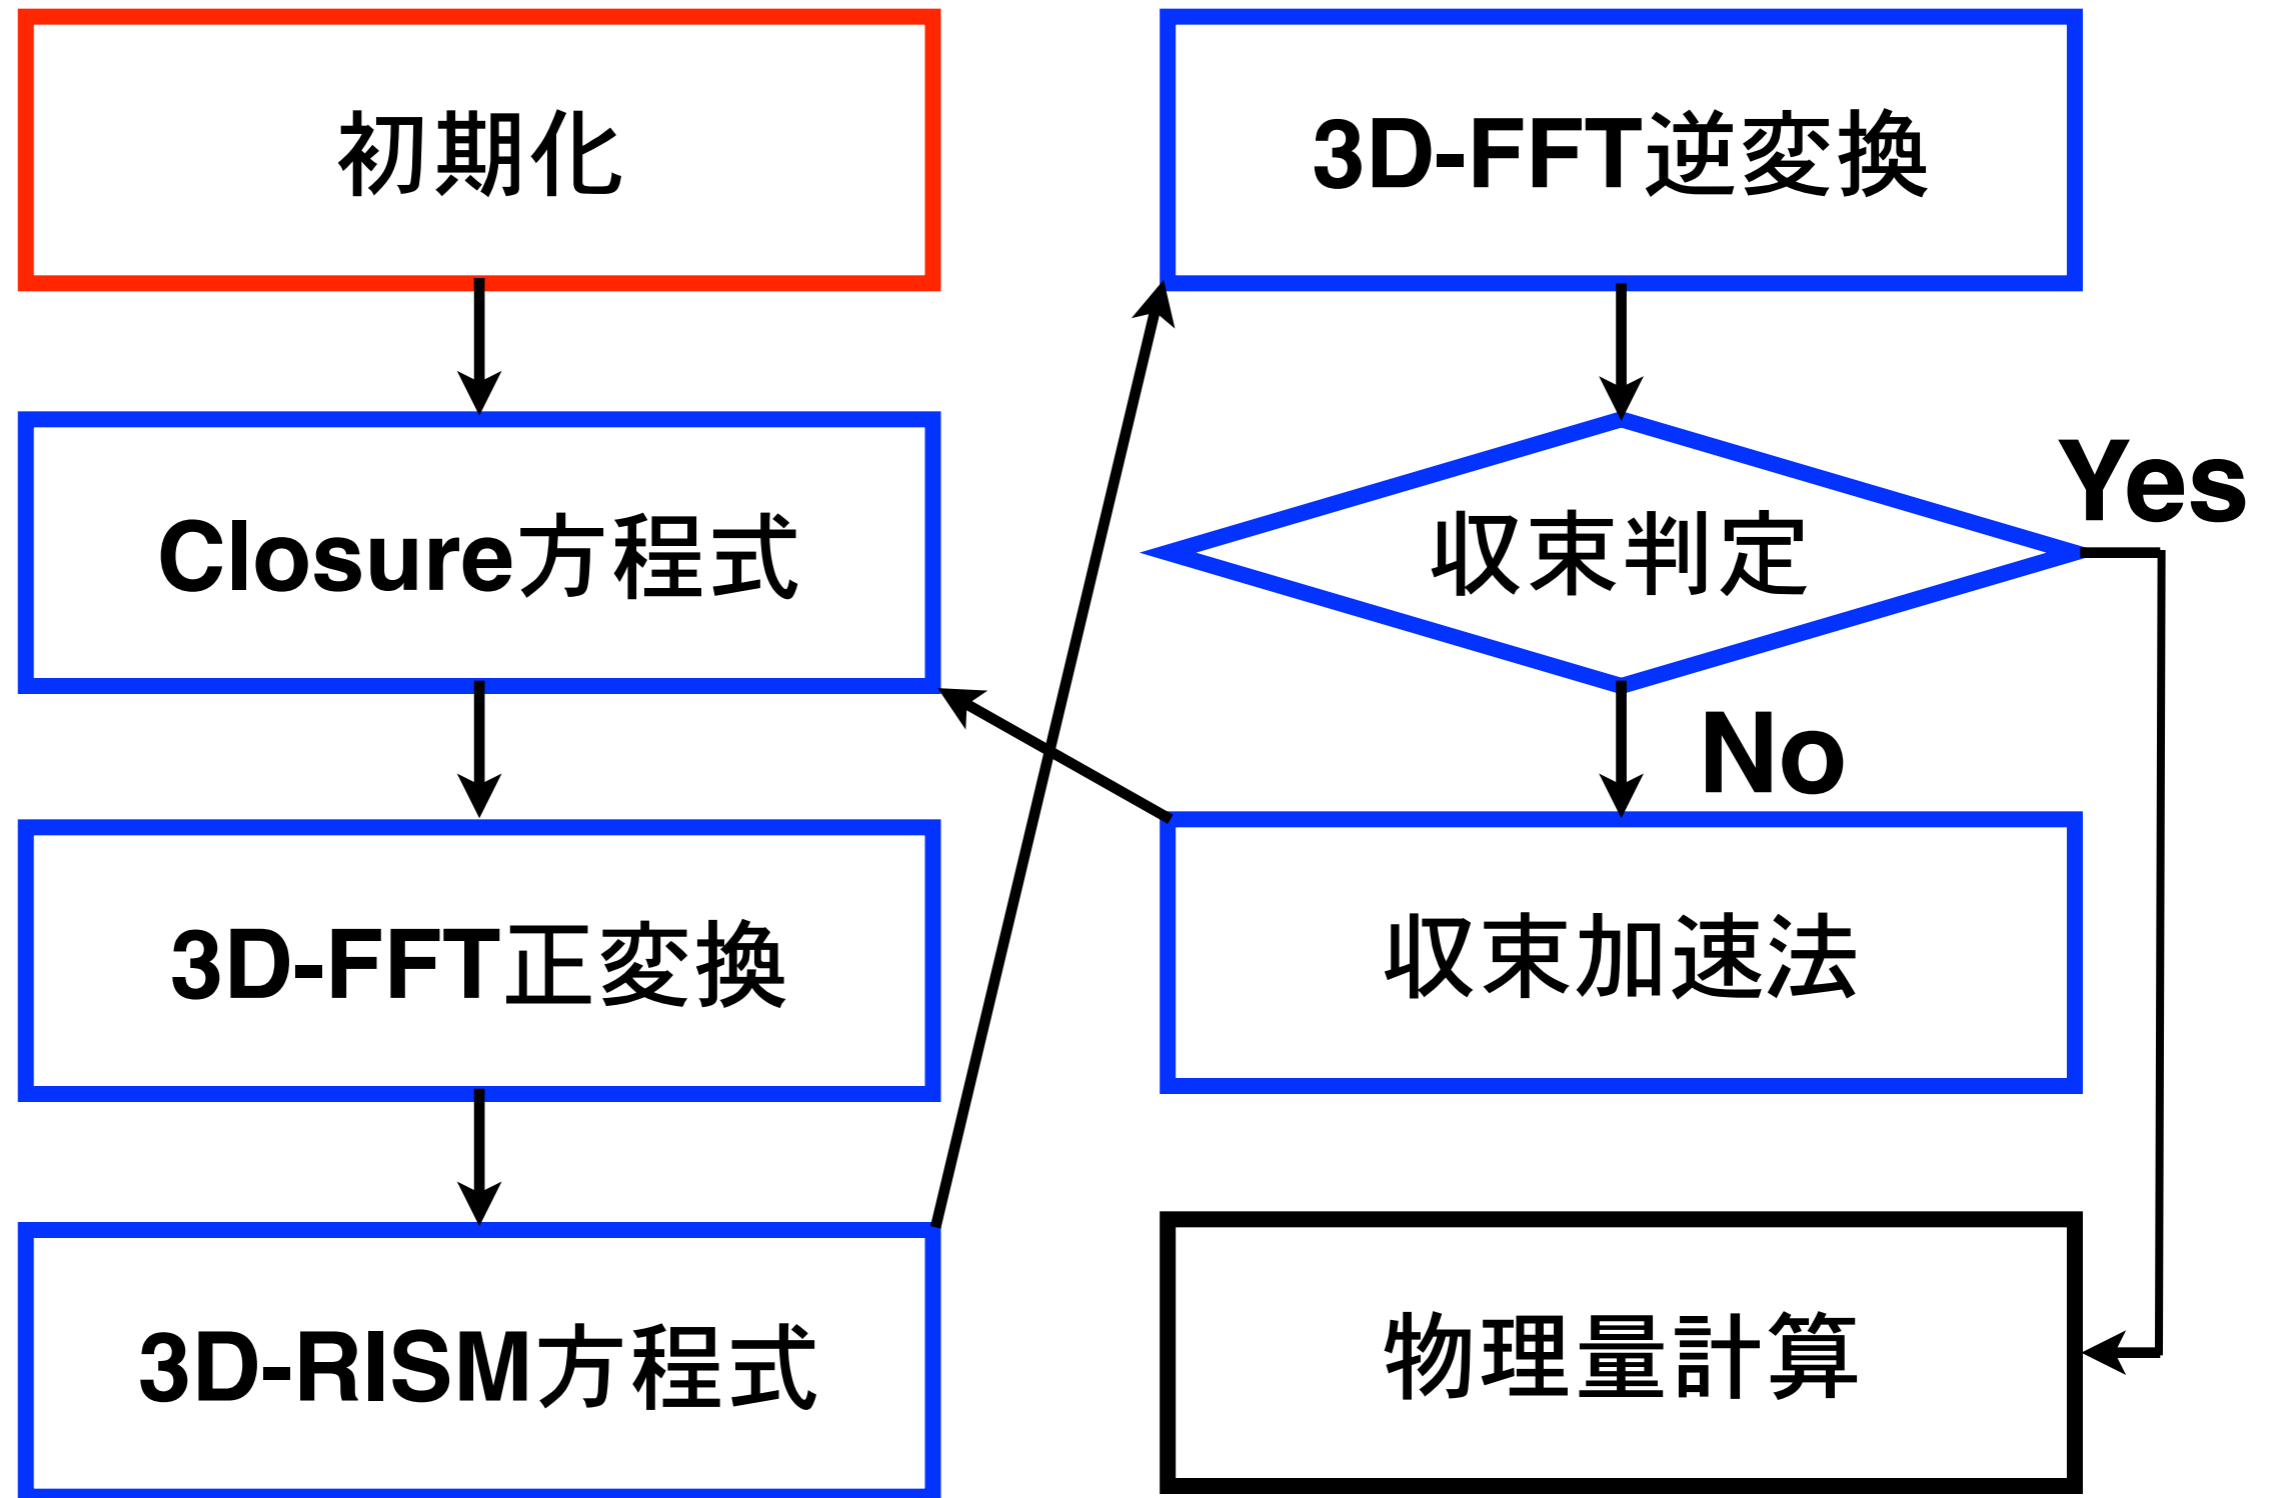 初期化
Closure方程式
3D-FFT正変換
3D-RISM方程式
3D-FFT逆変換
収束判定
Yes
No
収束加速法
物理量計算